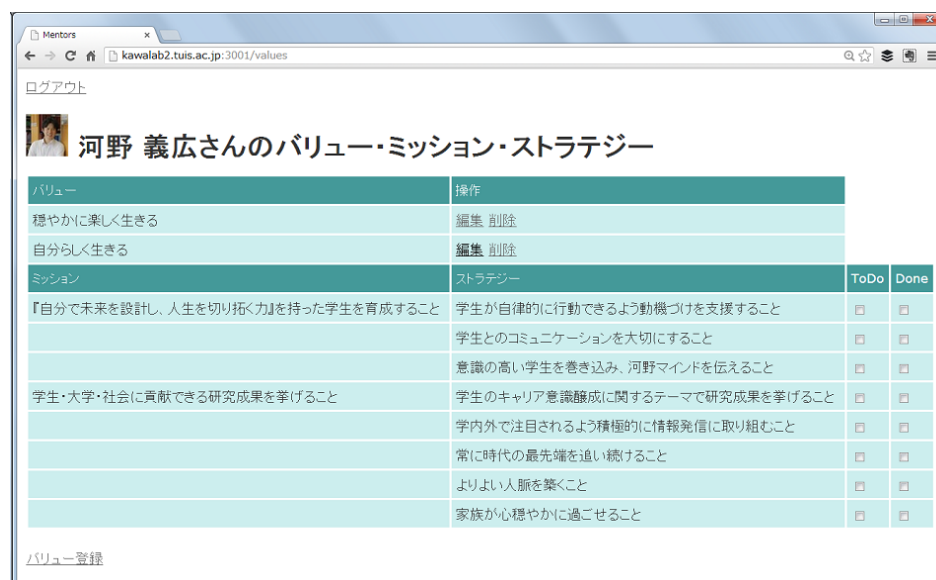 Mentors
kawalab2.tuis.ac.jp:3001/values
ログアウト
河野 義広さんのバリュー・ミッション・ストラテジー
バリュー 操作
穏やかに楽しく生きる 編集 削除
自分らしく生きる 編集 削除
ミッション ストラテジー ToDo Done
『自分で未来を設計し、人生を切り拓く力』を持った学生を育成すること 学生が自律的に行動できるよう動機づけを支援すること
学生とのコミュニケーションを大切にすること
意識の高い学生を巻き込み、河野マインドを伝えること
学生・大学・社会に貢献できる研究成果を挙げること 学生のキャリア意識醸成に関するテーマで研究成果を挙げること
学内外で注目されるよう積極的に情報発信に取り組むこと
常に時代の最先端を追い続けること
よりよい人脈を築くこと
家族が心穏やかに過ごせること
バリュー登録